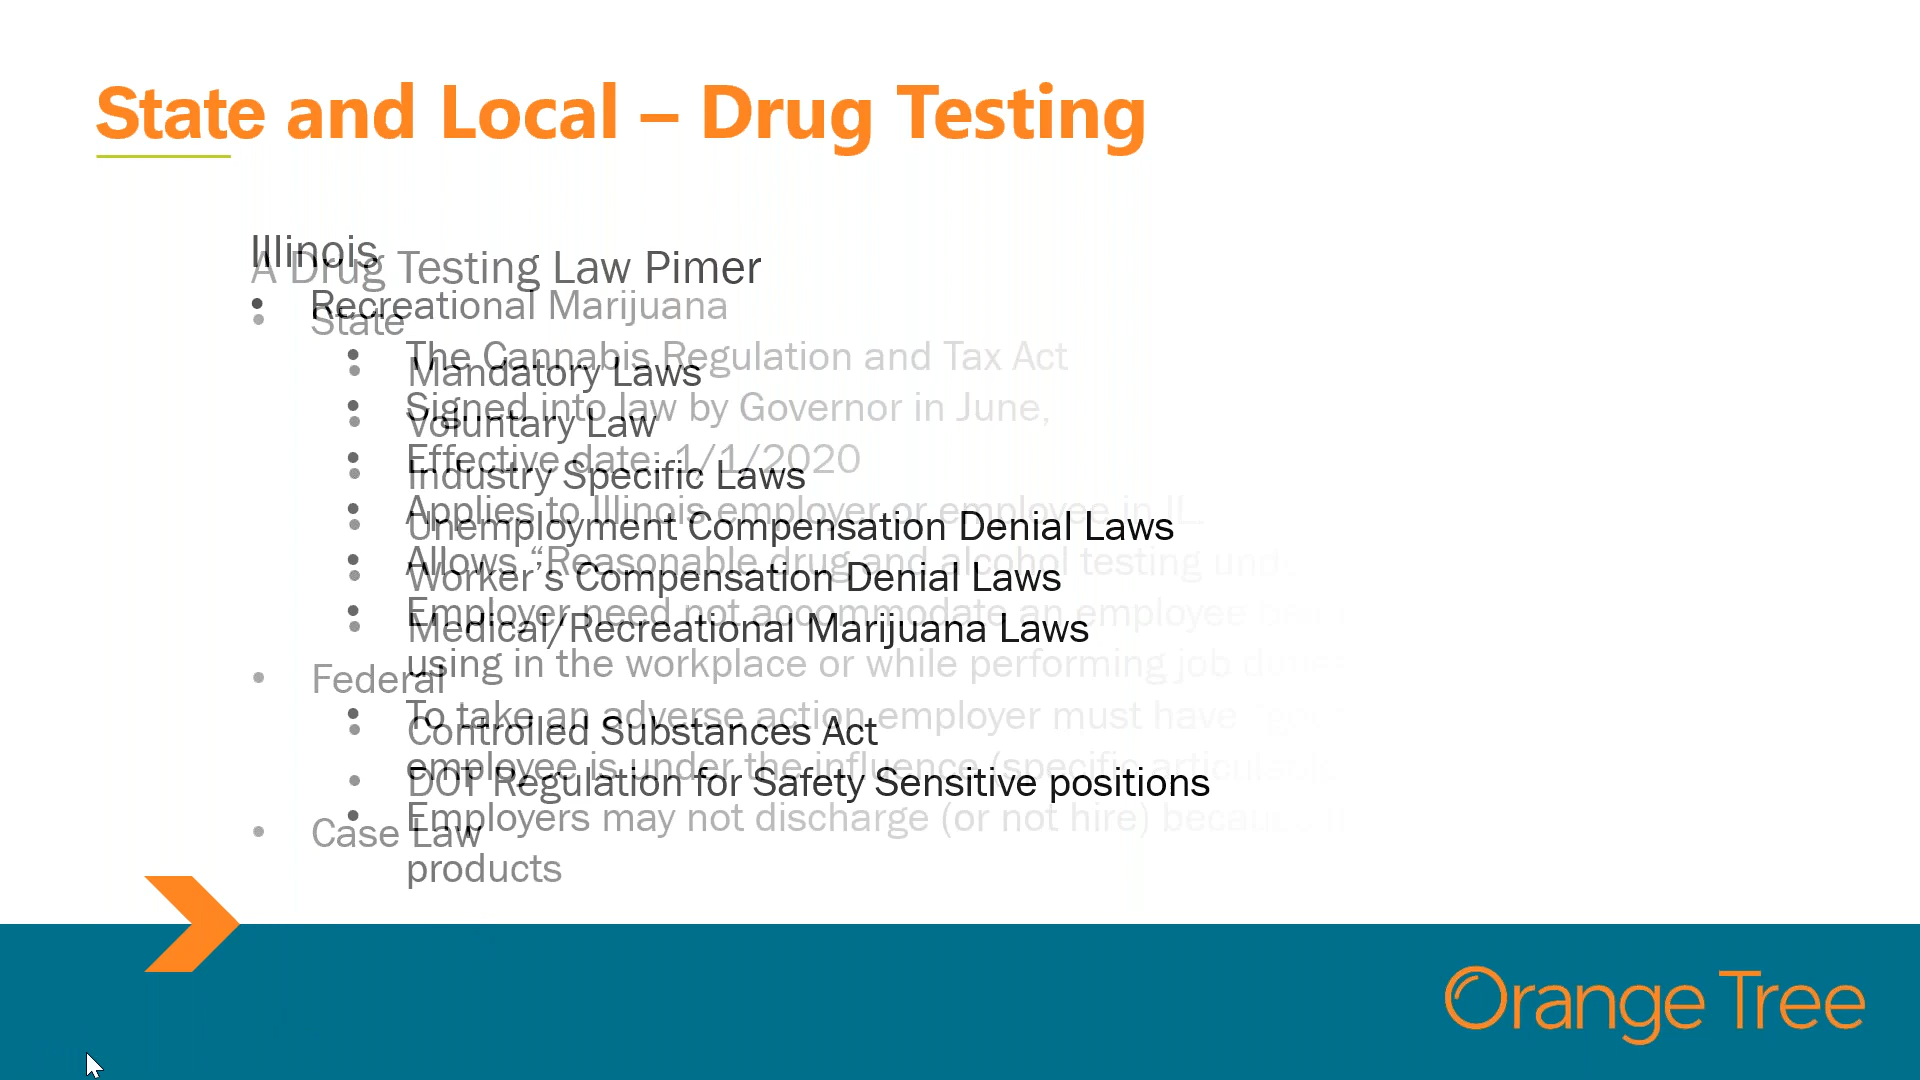 State and Local – Drug Testing
Illinois
A Drug Testing Law Pimer
• Recreational Marijuana
• State
• The Cannabis Regulation and Tax Act
• Mandatory Laws
• Signed into law by Governor in June,
• Voluntary Law
• Effective date: 1/1/2020
• Industry Specific Laws
• Applies to Illinois employer or employee in IL.
• Unemployment Compensation Denial Laws
• Allows “Reasonable drug and alcohol testing
• Worker’s Compensation Denial Laws
• Employer need not accommodate an employee
• Medical/Recreational Marijuana Laws
using in the workplace or while performing job duties
• Federal
• To take an adverse action employer must have
• Controlled Substances Act
employee is under the influence (specific
• DOT Regulation for Safety Sensitive positions
• Employers may not discharge (or not hire) because
• Case Law
products
Orange Tree